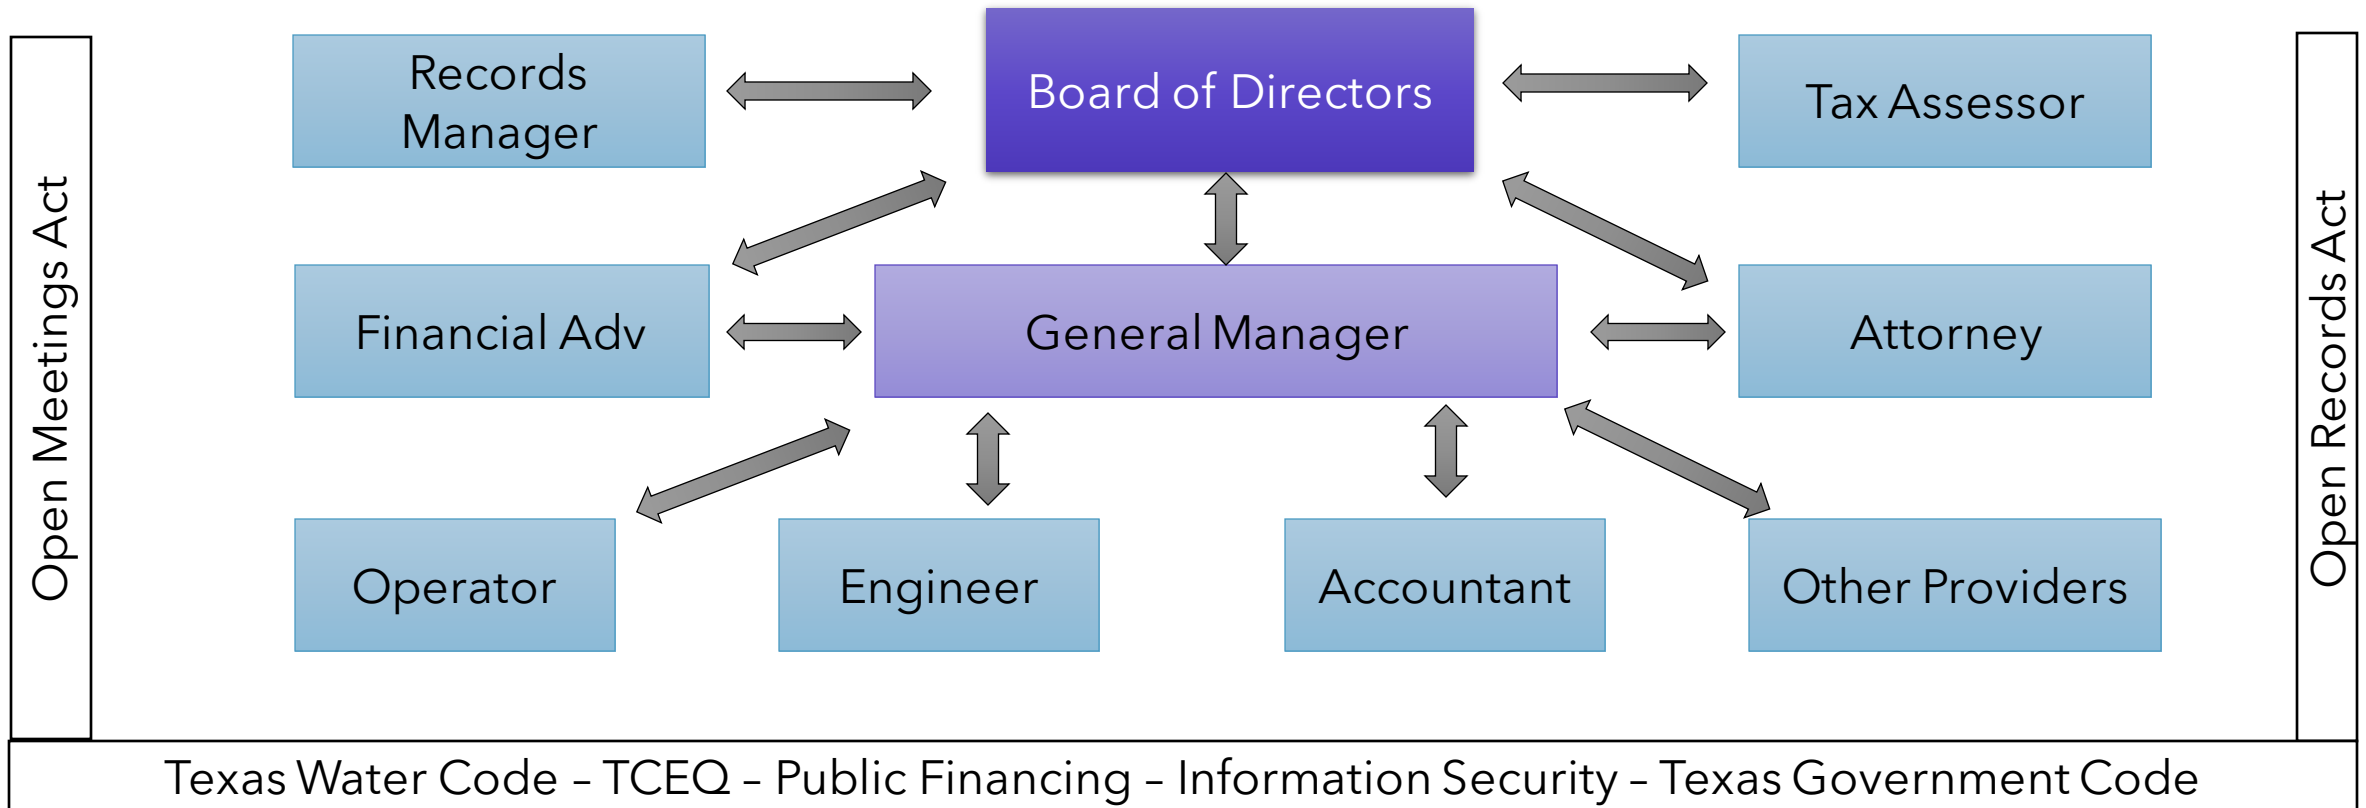 Open Meetings Act
Records
Manager
Board of Directors
Tax Assessor
Financial Adv
General Manager
Attorney
Operator
Engineer
Accountant
Other Providers
Open Records Act
Texas Water Code – TCEQ – Public Financing – Information Security – Texas Government Code